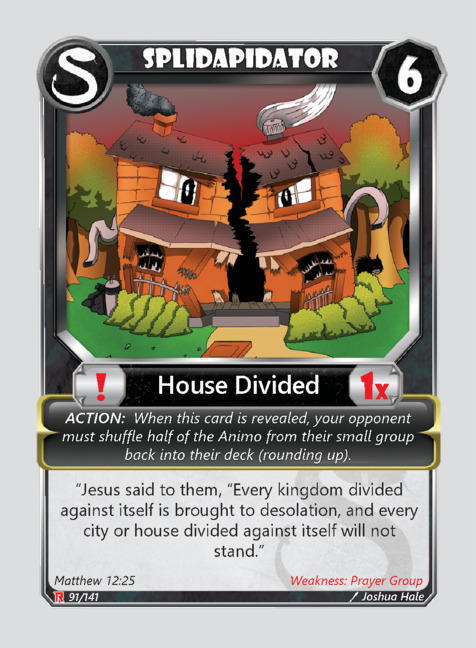 S
SPLIDAPIDATOR
6
!
House Divided
1x
ACTION: When this card is revealed, your opponent
must shuffle half of the Animo from their small group
back into their deck (rounding up).
"Jesus said to them, "Every kingdom divided
against itself is brought to desolation, and every
city or house divided against itself will not
stand."
Matthew 12:25
Weakness: Prayer Group
R 91/141
Joshua Hale